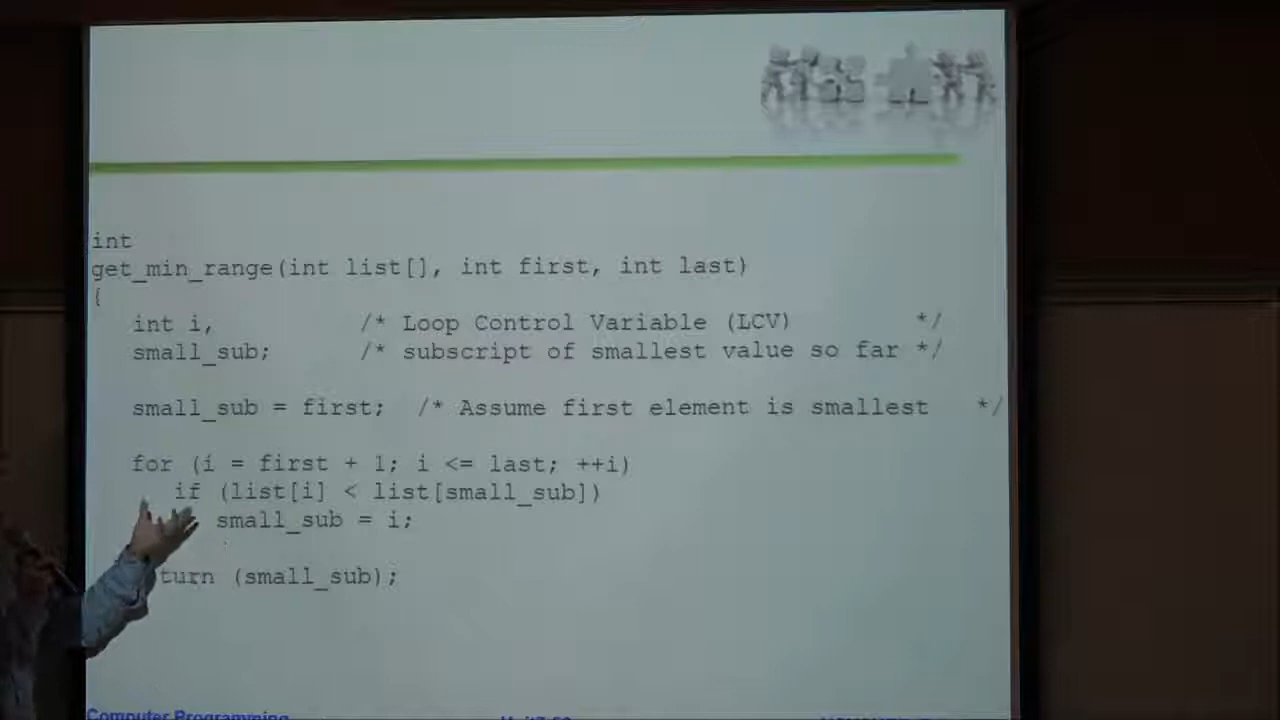 int
get_min_range(int list[], int first, int last)
{
int i, /* Loop Control Variable (LCV) */
small_sub; /* subscript of smallest value so far */
small_sub = first; /* Assume first element is smallest */
for (i = first + 1; i <= last; ++i)
if (list[i] < list[small_sub])
small_sub = i;
turn (small_sub);
Computer Programming